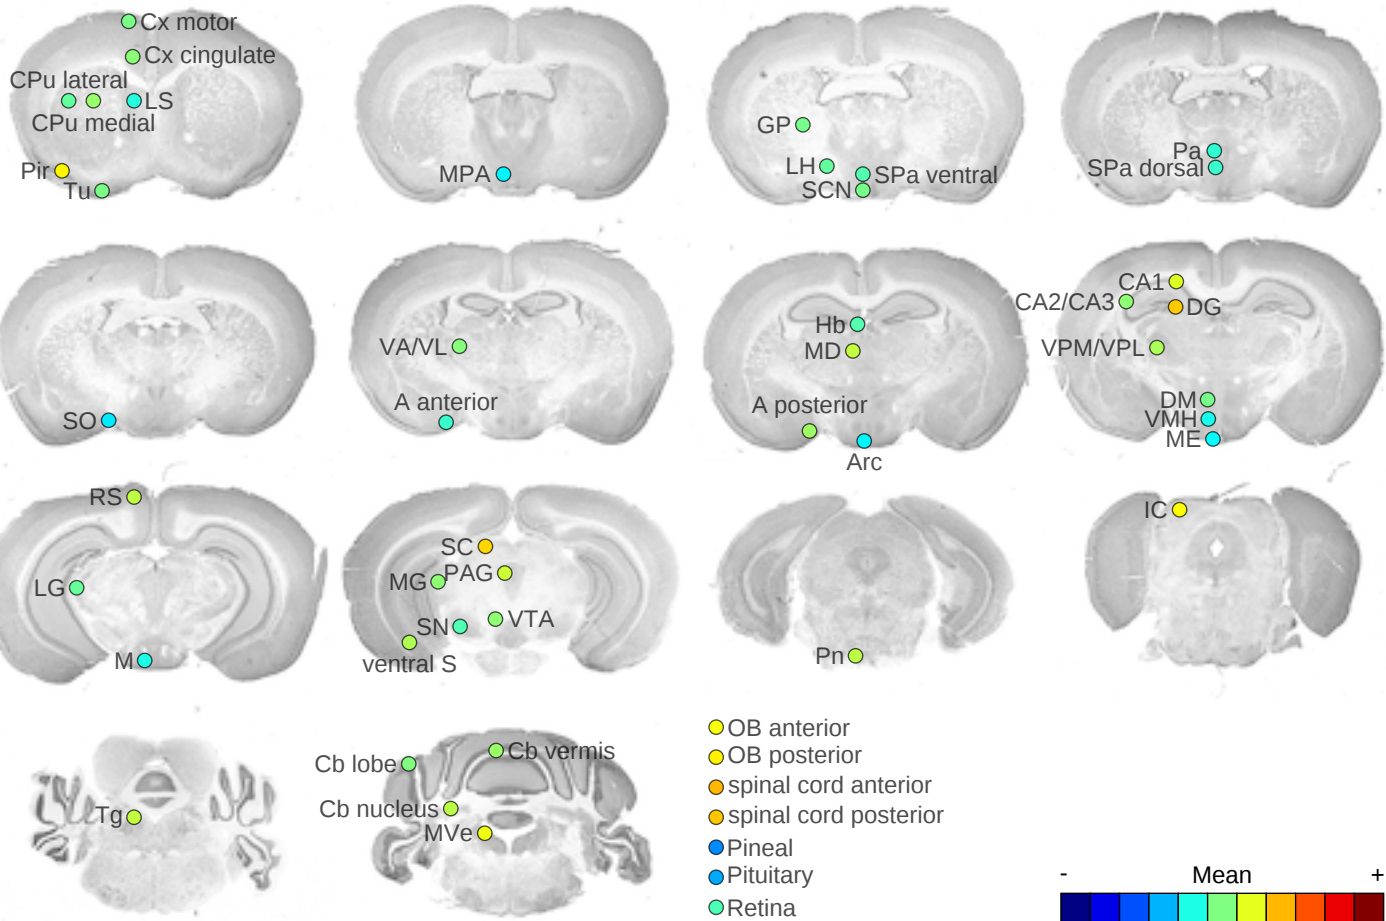 Cx motor
Cx cingulate
CPu lateral
LS
CPu medial
Pir
Tu
MPA
GP
LH
SPa ventral
SCN
Pa
SPa dorsal
SO
VA/VL
A anterior
Hb
MD
A posterior
Arc
CA1
CA2/CA3
DG
VPM/VPL
DM
VMH
ME
RS
LG
M
SC
MG
PAG
SN
VTA
ventral S
Pn
IC
Tg
Cb lobe
Cb vermis
Cb nucleus
MVe
OB anterior
OB posterior
spinal cord anterior
spinal cord posterior
Pineal
Pituitary
Retina
- Mean +